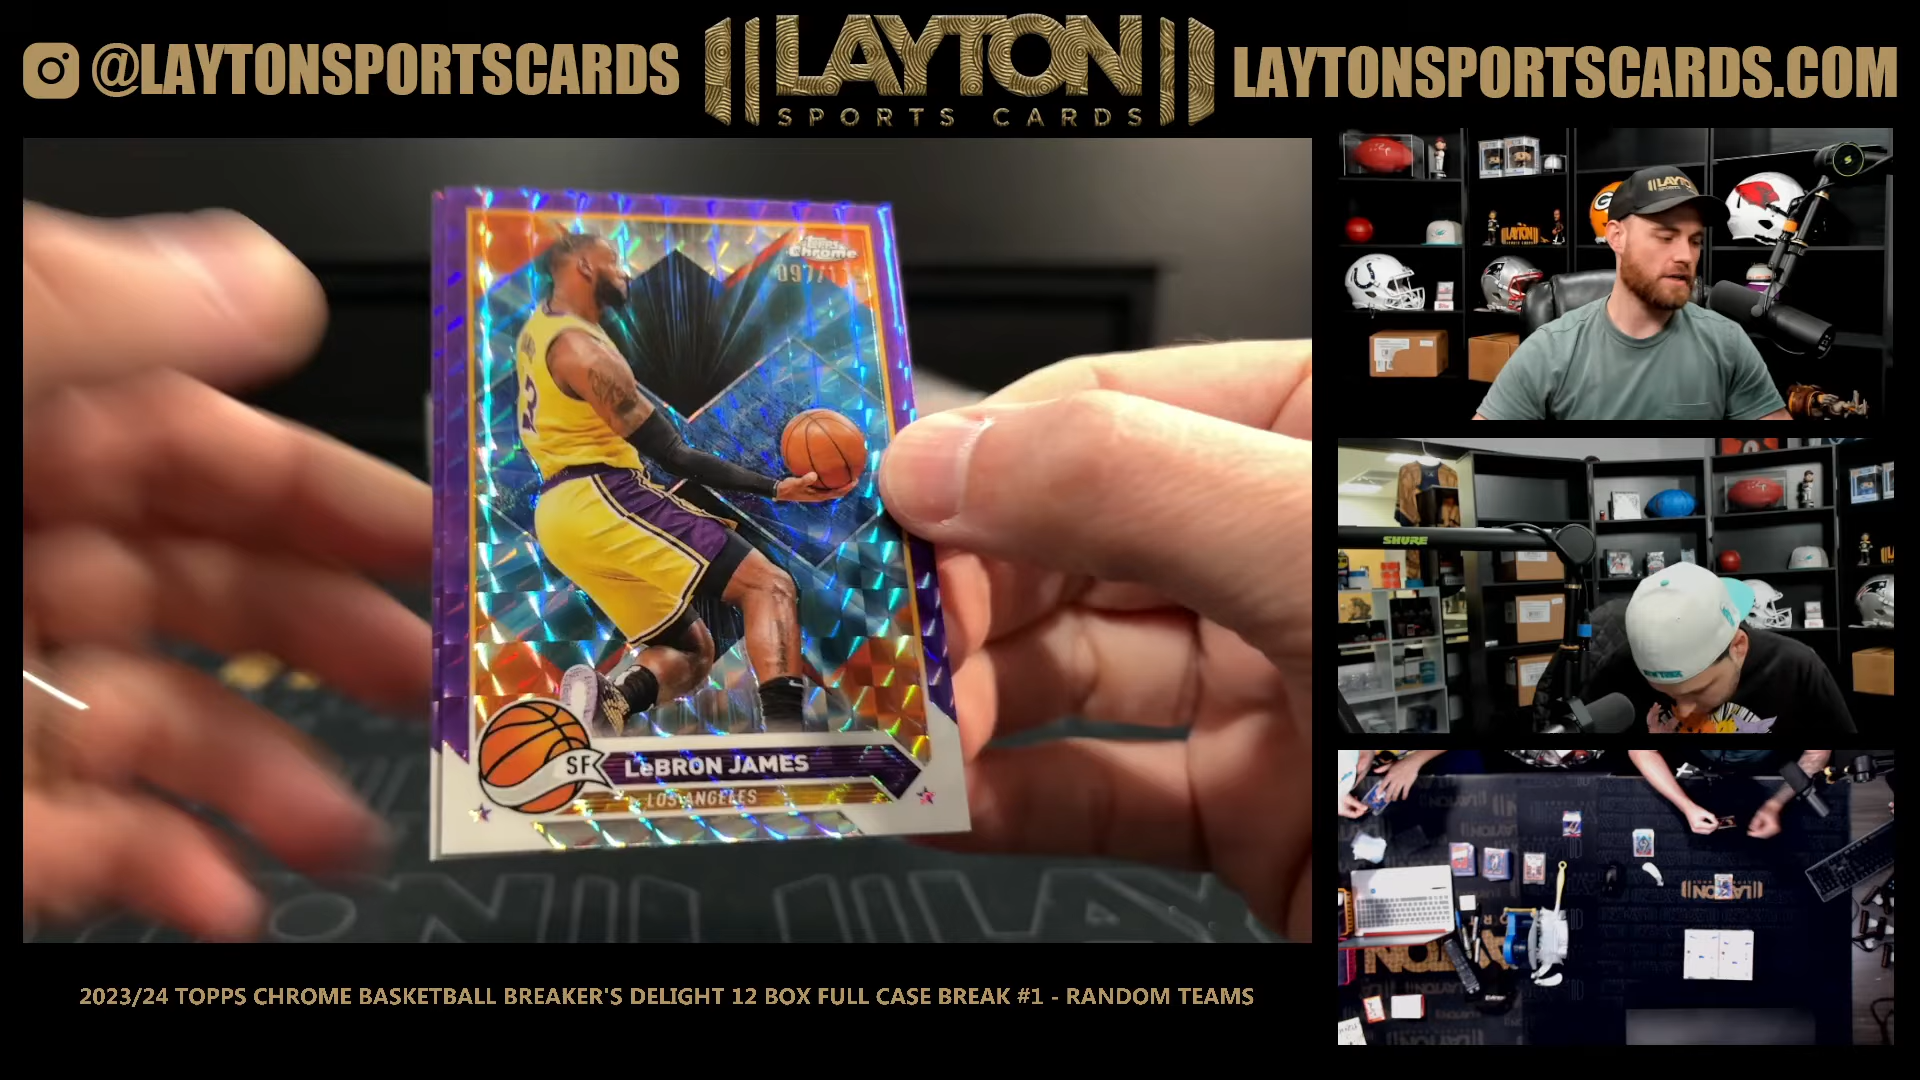 @LAYTONSPORTSCARDS
LAYTON
SPORTS CARDS
LAYTONSPORTSCARDS.COM
Topps
Chrome
SF
LeBRON JAMES
LOS ANGELES
SHURE
LAYTON
2023/24 TOPPS CHROME BASKETBALL BREAKER'S DELIGHT 12 BOX FULL CASE BREAK #1 - RANDOM TEAMS